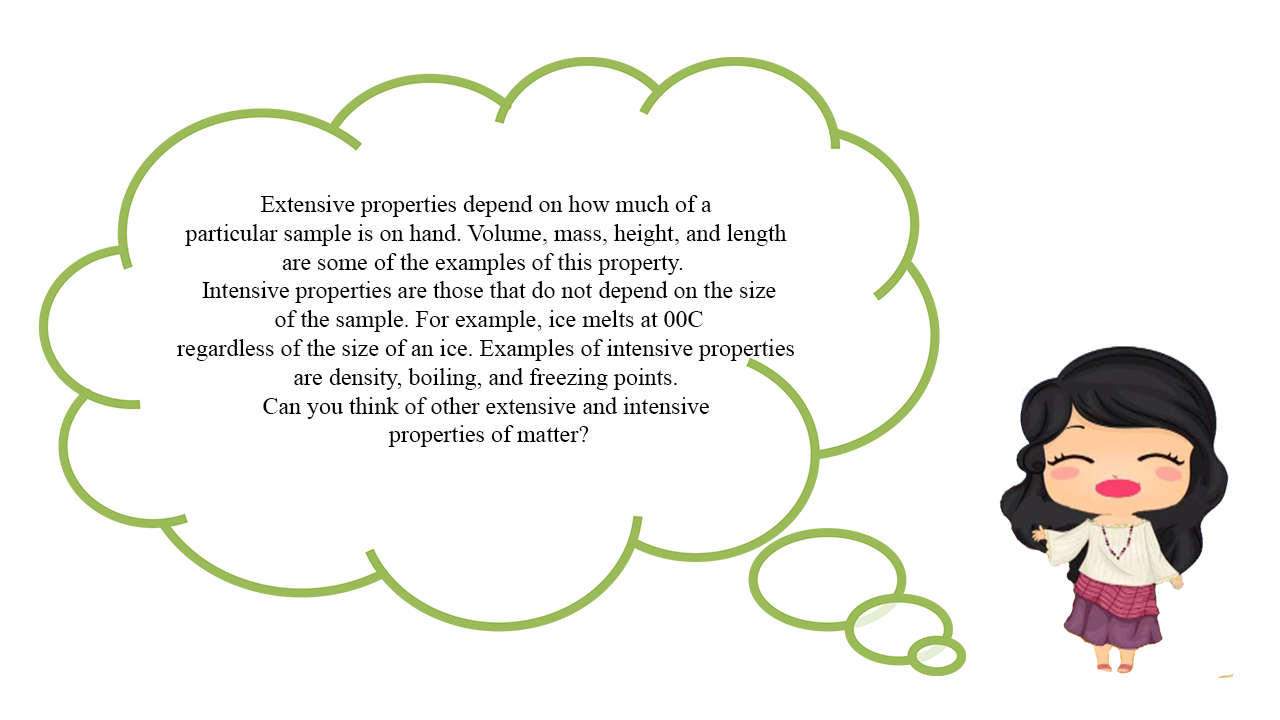 Extensive properties depend on how much of a
particular sample is on hand. Volume, mass, height, and length
are some of the examples of this property.
Intensive properties are those that do not depend on the size
of the sample. For example, ice melts at 00C
regardless of the size of an ice. Examples of intensive properties
are density, boiling, and freezing points.
Can you think of other extensive and intensive
properties of matter?